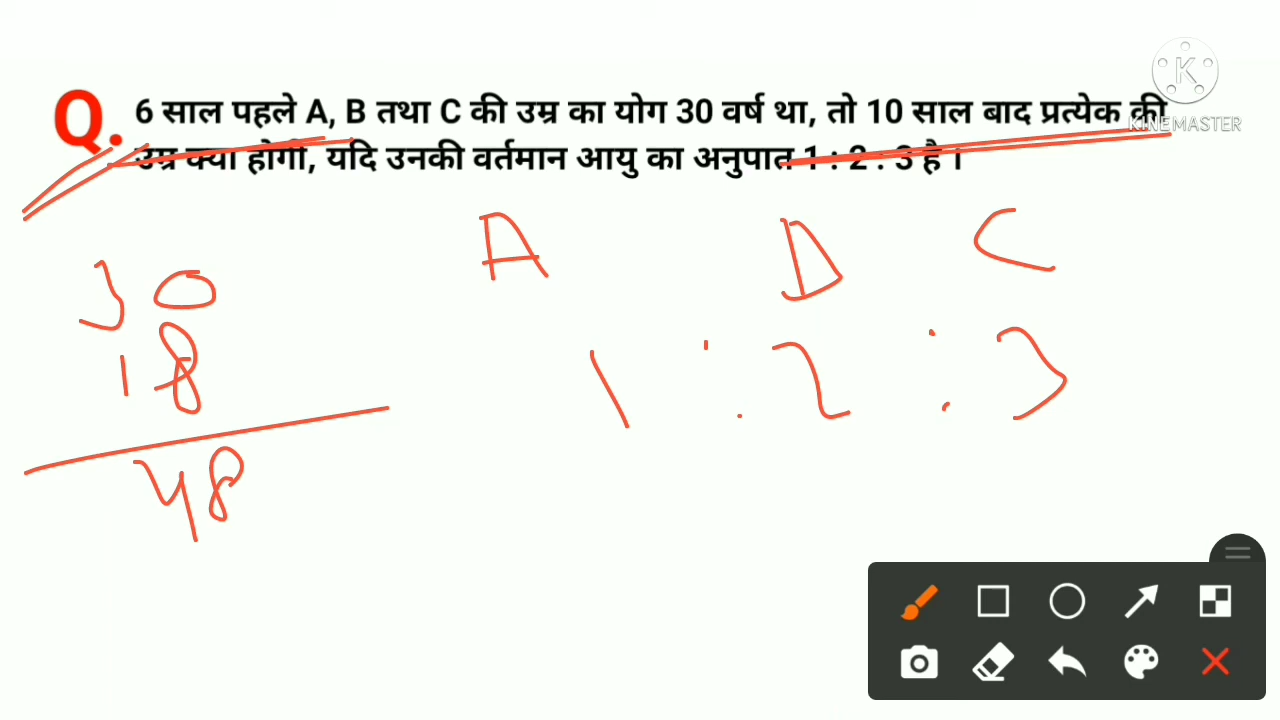 Q. 6 साल पहले A, B तथा C की उम्र का योग 30 वर्ष था, तो 10 साल बाद प्रत्येक की
उम्र क्या होगी, यदि उनकी वर्तमान आयु का अनुपात 1 : 2 : 3 है ।
KINEMASTER
A B C
30
18
1 : 2 : 3
48